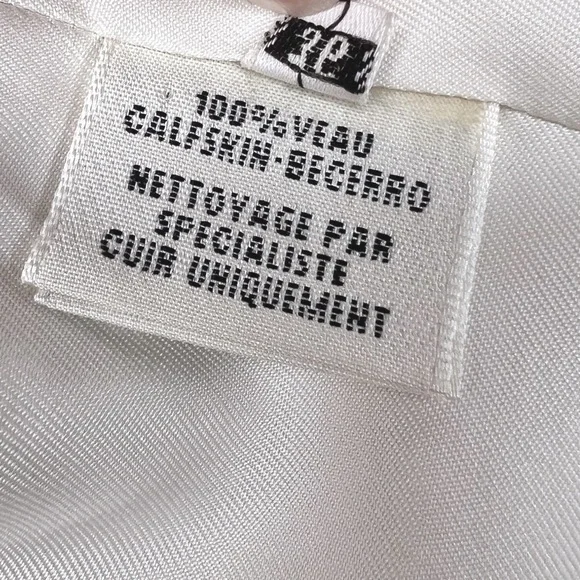 100% VEAU
CALFSKIN-BECERRO
NETTOYAGE PAR
SPECIALISTE
CUIR UNIQUEMENT